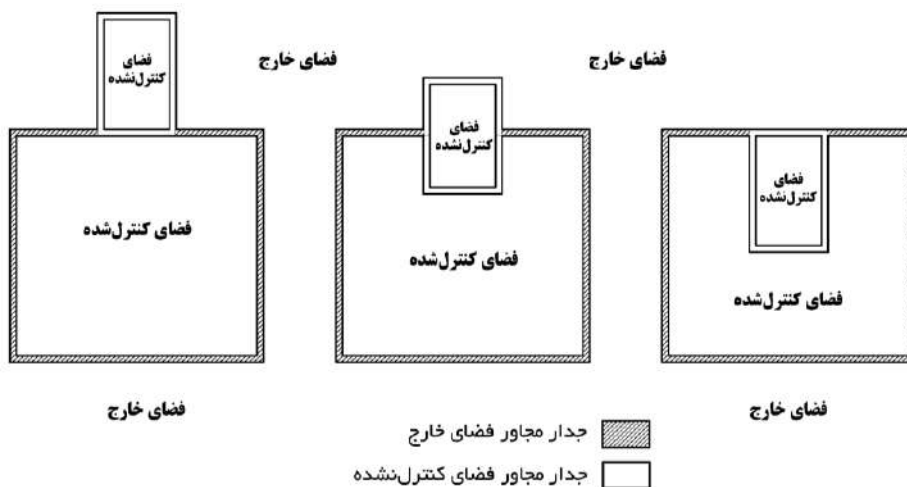 فضای
کنترل‌نشده
فضای خارج
فضای خارج
فضای
کنترل‌نشده
فضای
کنترل‌نشده
فضای کنترل‌شده
فضای کنترل‌شده
فضای کنترل‌شده
فضای خارج
فضای خارج
جدار مجاور فضای خارج
جدار مجاور فضای کنترل‌نشده